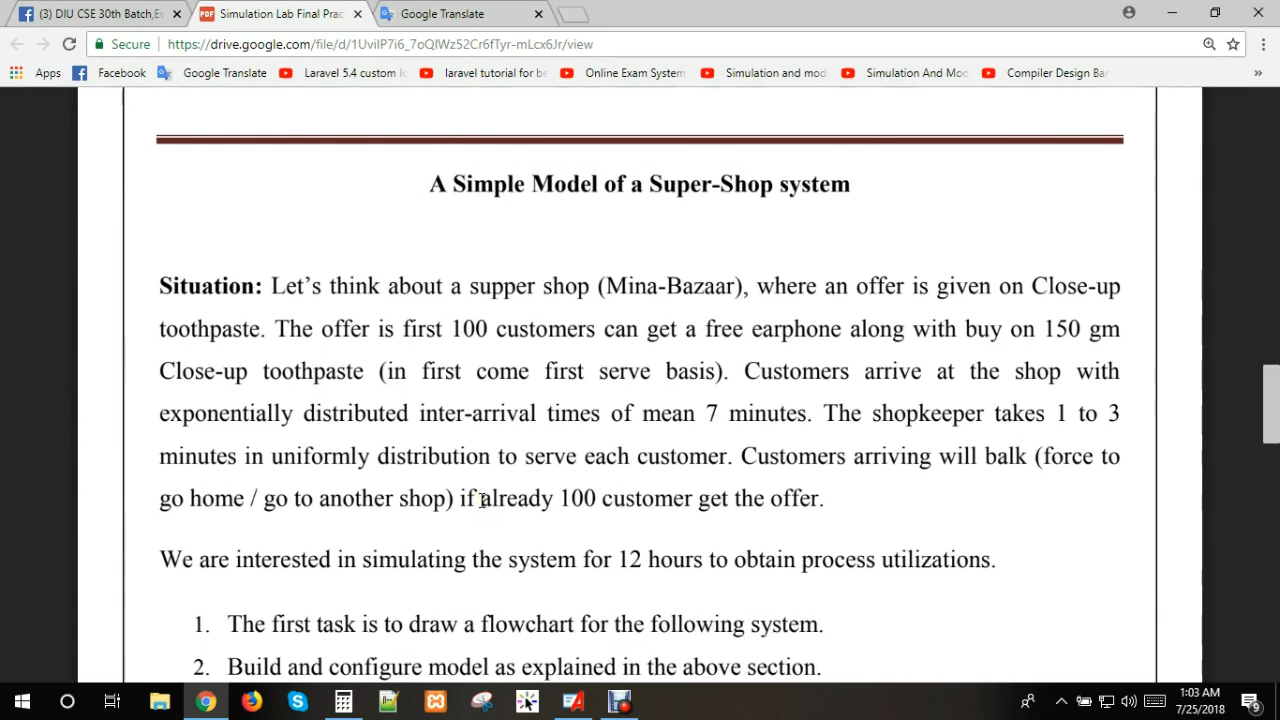 (3) DIU CSE 30th Batch,Ev
Simulation Lab Final Prac
Google Translate
Secure
https://drive.google.com/file/d/1UvilP7i6_7oQlWz52Cr6fTyr-mLcx6Jr/view
Apps
Facebook
Google Translate
Laravel 5.4 custom lo
laravel tutorial for be
Online Exam System
Simulation and mod
Simulation And Mod
Compiler Design Ban
»
A Simple Model of a Super-Shop system
Situation: Let's think about a supper shop (Mina-Bazaar), where an offer is given on Close-up
toothpaste. The offer is first 100 customers can get a free earphone along with buy on 150 gm
Close-up toothpaste (in first come first serve basis). Customers arrive at the shop with
exponentially distributed inter-arrival times of mean 7 minutes. The shopkeeper takes 1 to 3
minutes in uniformly distribution to serve each customer. Customers arriving will balk (force to
go home / go to another shop) if already 100 customer get the offer.
We are interested in simulating the system for 12 hours to obtain process utilizations.
1. The first task is to draw a flowchart for the following system.
2. Build and configure model as explained in the above section.
1:03 AM
7/25/2018
9